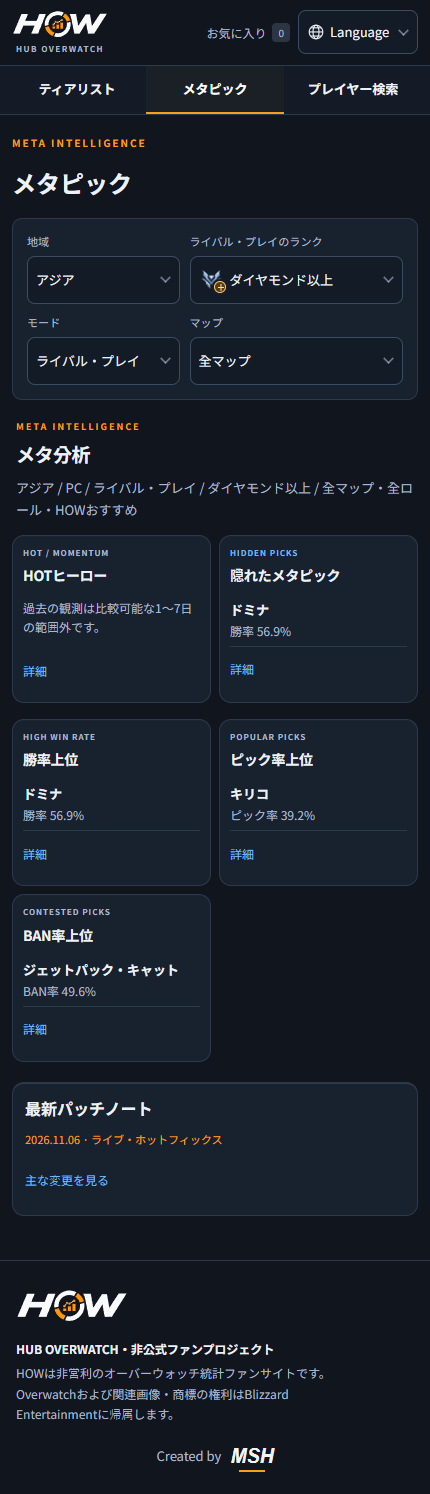 HOW
HUB OVERWATCH
お気に入り 0
Language
ティアリスト メタピック プレイヤー検索
META INTELLIGENCE
メタピック
地域 ライバル・プレイのランク
アジア ダイヤモンド以上
モード マップ
ライバル・プレイ 全マップ
META INTELLIGENCE
メタ分析
アジア / PC / ライバル・プレイ / ダイヤモンド以上 / 全マップ・全ロ
ール・HOWおすすめ
HOT / MOMENTUM
HOTヒーロー
過去の観測は比較可能な1〜7日
の範囲外です。
詳細
HIDDEN PICKS
隠れたメタピック
ドミナ
勝率 56.9%
詳細
HIGH WIN RATE
勝率上位
ドミナ
勝率 56.9%
詳細
POPULAR PICKS
ピック率上位
キリコ
ピック率 39.2%
詳細
CONTESTED PICKS
BAN率上位
ジェットパック・キャット
BAN率 49.6%
詳細
最新パッチノート
2026.11.06 · ライブ・ホットフィックス
主な変更を見る
HOW
HUB OVERWATCH・非公式ファンプロジェクト
HOWは非営利のオーバーウォッチ統計ファンサイトです。
Overwatchおよび関連画像・商標の権利はBlizzard
Entertainmentに帰属します。
Created by MSH